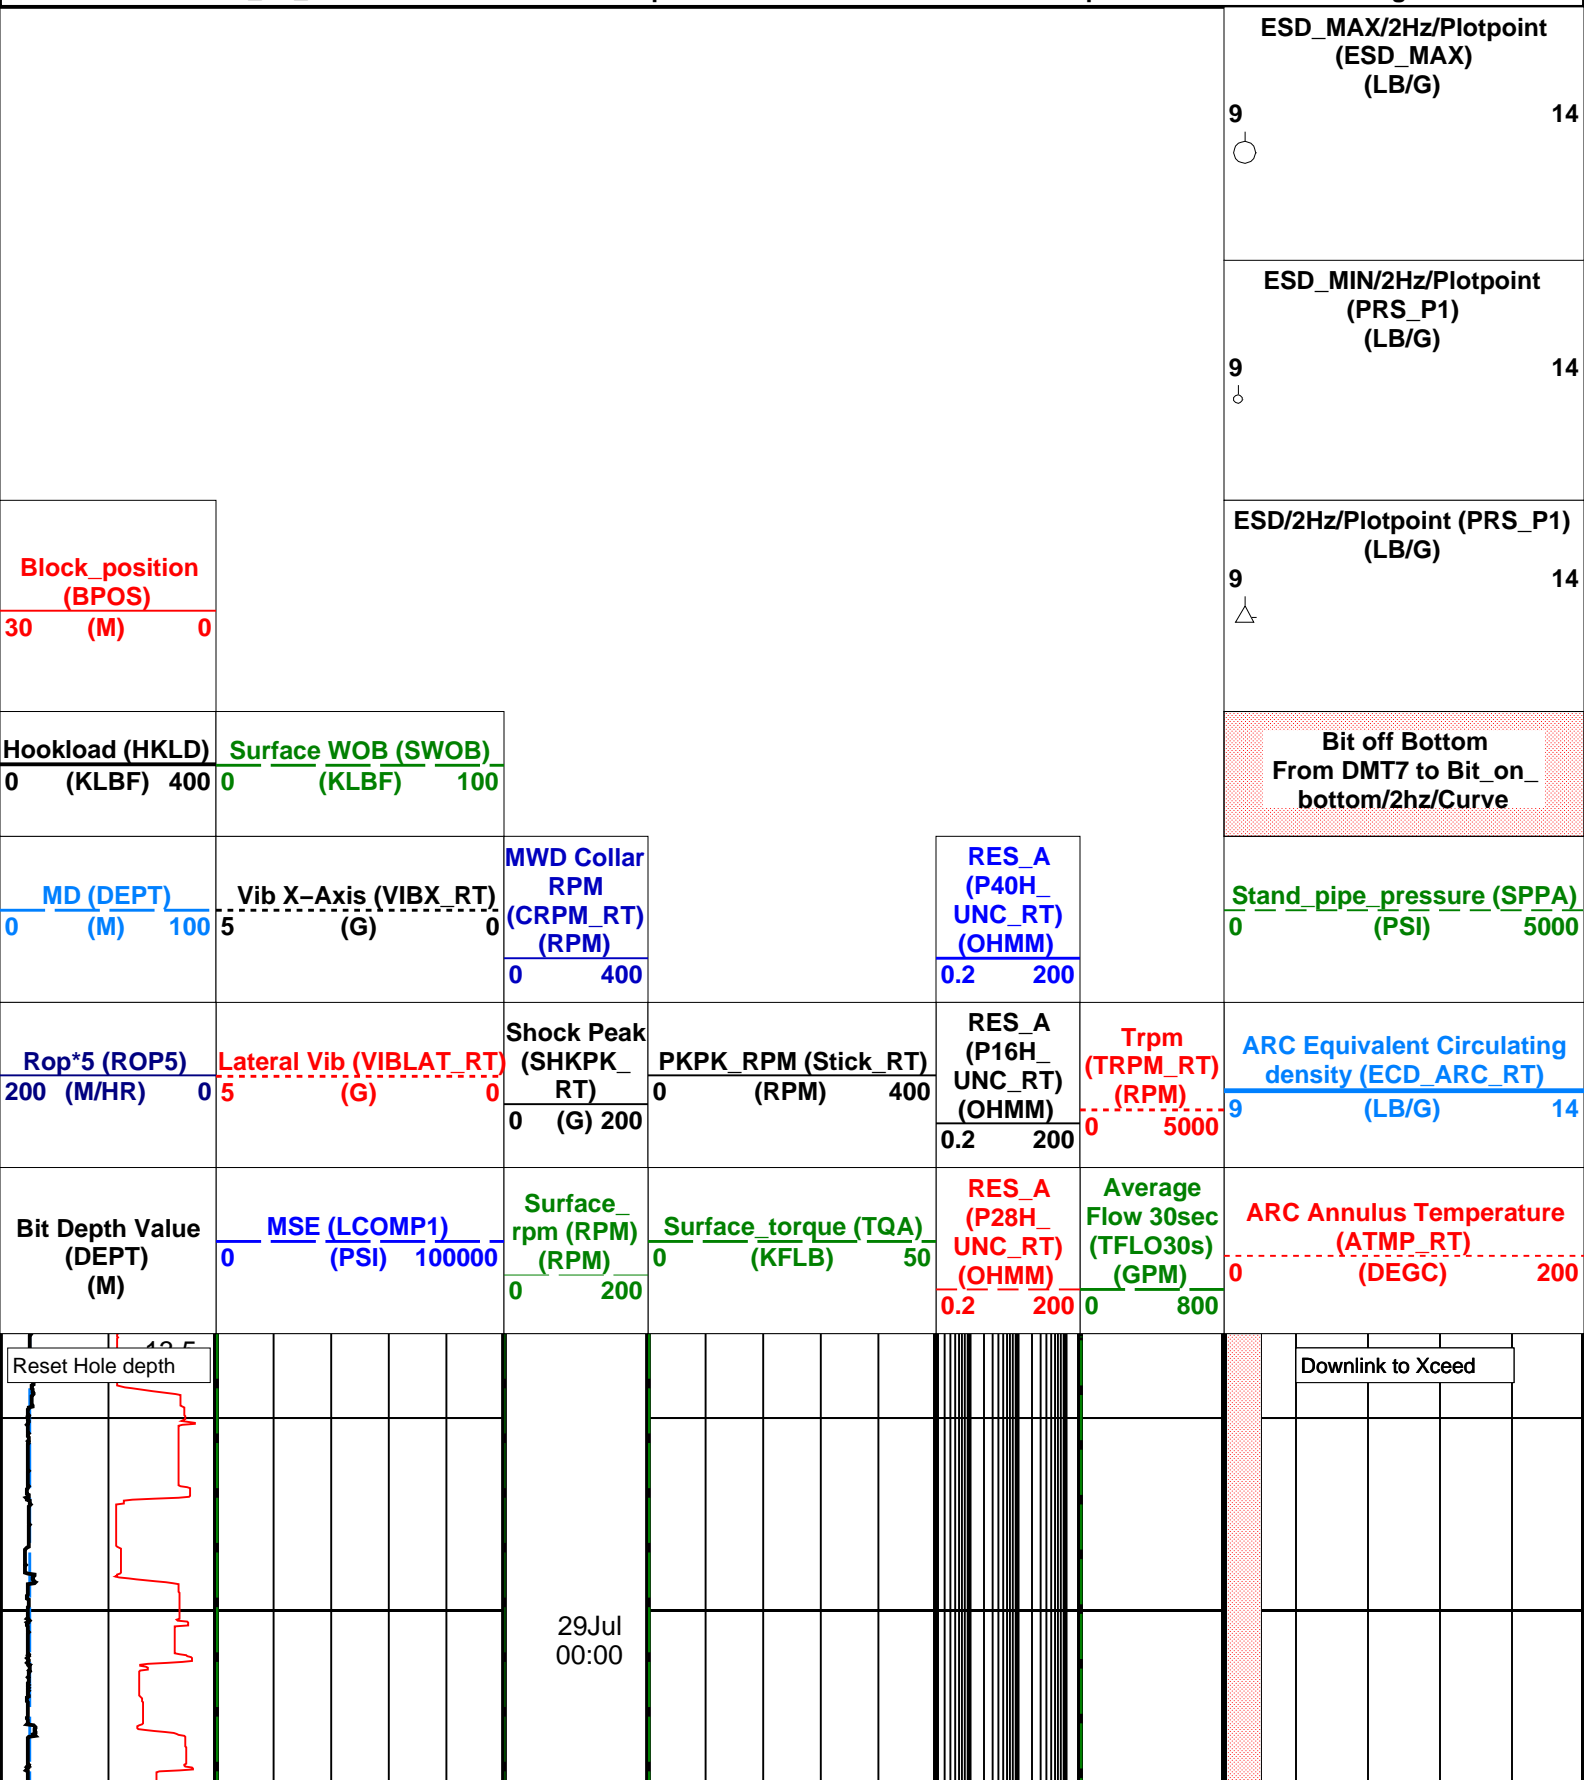 ESD_MAX/2Hz/Plotpoint
(ESD_MAX)
(LB/G)
9 14
ESD_MIN/2Hz/Plotpoint
(PRS_P1)
(LB/G)
9 14
Block_position
(BPOS)
30 (M) 0
ESD/2Hz/Plotpoint (PRS_P1)
(LB/G)
9 14
Hookload (HKLD)
0 (KLBF) 400
Surface WOB (SWOB)
0 (KLBF) 100
Bit off Bottom
From DMT7 to Bit_on_
bottom/2hz/Curve
MD (DEPT)
0 (M) 100
Vib X−Axis (VIBX_RT)
5 (G) 0
MWD Collar
RPM
(CRPM_RT)
(RPM)
0 400
RES_A
(P40H_
UNC_RT)
(OHMM)
0.2 200
Stand_pipe_pressure (SPPA)
0 (PSI) 5000
Rop*5 (ROP5)
200 (M/HR) 0
Lateral Vib (VIBLAT_RT)
5 (G) 0
Shock Peak
(SHKPK_
RT)
0 (G) 200
PKPK_RPM (Stick_RT)
0 (RPM) 400
RES_A
(P16H_
UNC_RT)
(OHMM)
0.2 200
Trpm
(TRPM_RT)
(RPM)
0 5000
ARC Equivalent Circulating
density (ECD_ARC_RT)
9 (LB/G) 14
Bit Depth Value
(DEPT)
(M)
MSE (LCOMP1)
0 (PSI) 100000
Surface_
rpm (RPM)
(RPM)
0 200
Surface_torque (TQA)
0 (KFLB) 50
RES_A
(P28H_
UNC_RT)
(OHMM)
0.2 200
Average
Flow 30sec
(TFLO30s)
(GPM)
0 800
ARC Annulus Temperature
(ATMP_RT)
0 (DEGC) 200
Reset Hole depth
Downlink to Xceed
29Jul
00:00